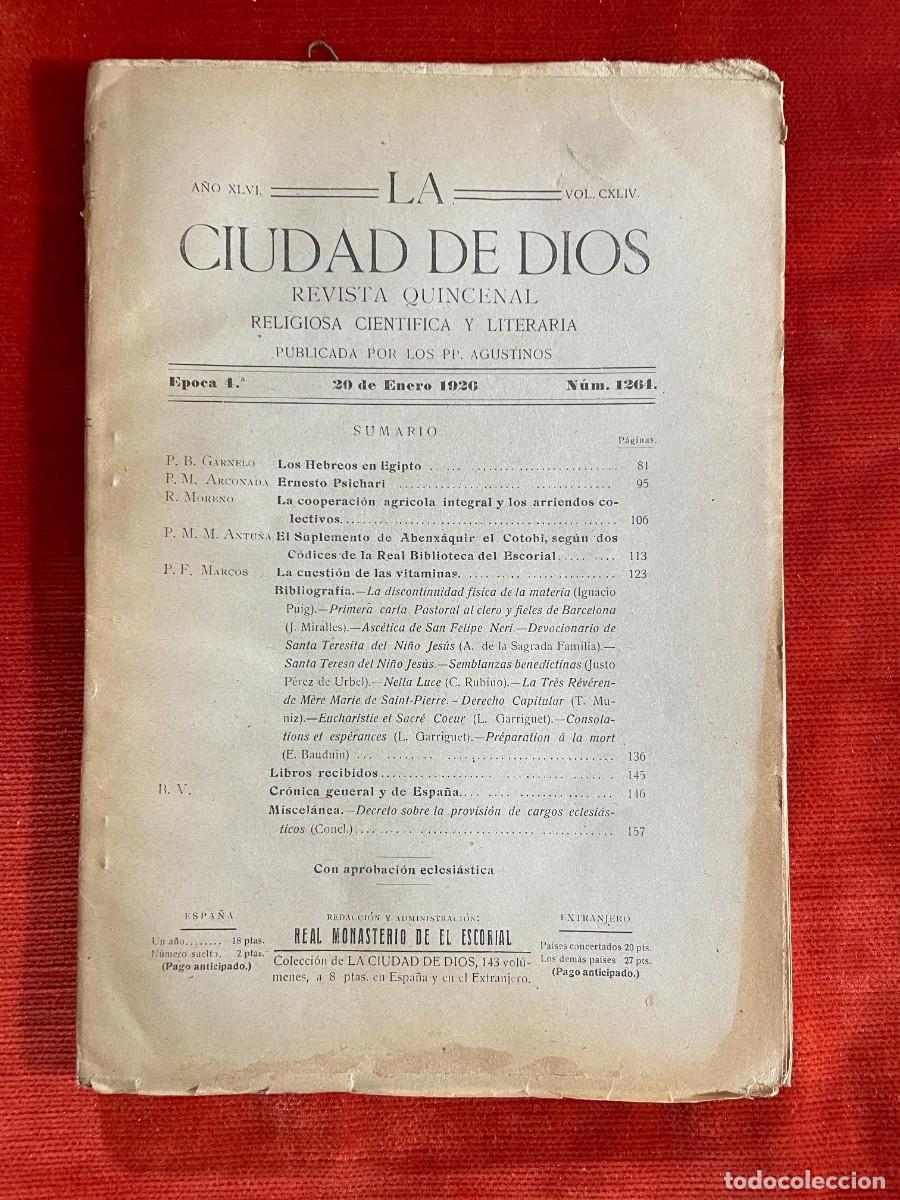 AÑO XLVI. LA VOL. CXLIV.
CIUDAD DE DIOS
REVISTA QUINCENAL
RELIGIOSA CIENTIFICA Y LITERARIA
PUBLICADA POR LOS PP. AGUSTINOS
Epoca 4.ª 20 de Enero 1926 Núm. 1264.
SUMARIO
Páginas.
P. B. GARNELO Los Hebreos en Egipto 81
P. M. ARCONADA Ernesto Psichari 95
R. MORENO La cooperación agrícola integral y los arriendos co-
lectivos. 106
P. M. M. ANTUÑA El Suplemento de Abenxáquir el Cotobi, según dos
Códices de la Real Biblioteca del Escorial 113
P. F. MARCOS La cuestión de las vitaminas. 123
Bibliografía.—La discontinuidad física de la materia (Ignacio
Puig).—Primera carta Pastoral al clero y fieles de Barcelona
(J. Miralles).—Ascética de San Felipe Neri.—Devocionario de
Santa Teresita del Niño Jesús (A. de la Sagrada Familia).—
Santa Teresa del Niño Jesús.—Semblanzas benedictinas (Justo
Pérez de Urbel).—Nella Luce (C. Rubino).—La Très Révéren-
de Mère Marie de Saint-Pierre.—Derecho Capitular (T. Mu-
niz).—Eucharistie et Sacré Coeur (L. Garriguet).—Consola-
tions et espérances (L. Garriguet).—Préparation à la mort
(E. Bauduin) 136
Libros recibidos 145
B. V. Crónica general y de España. 146
Miscelánea.—Decreto sobre la provisión de cargos eclesiás-
ticos (Concl.) 157
Con aprobación eclesiástica
ESPAÑA
Un año........ 18 ptas.
Número suelto. 2 ptas.
(Pago anticipado.)
REDACCIÓN Y ADMINISTRACIÓN:
REAL MONASTERIO DE EL ESCORIAL
Colección de LA CIUDAD DE DIOS, 143 volú-
menes, a 8 ptas. en España y en el Extranjero.
EXTRANJERO
Países concertados 20 pts.
Los demás países 27 pts.
(Pago anticipado.)
todocoleccion